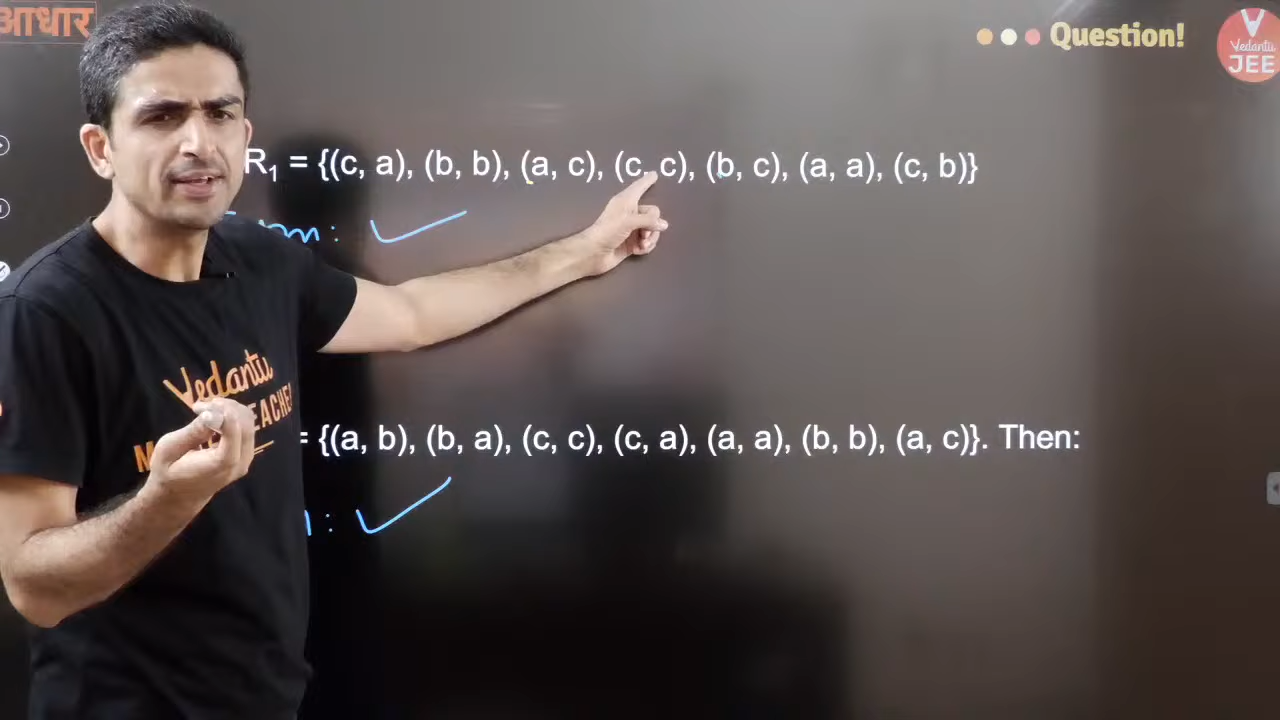 आधार
Question!
Vedantu
JEE
R₁ = {(c, a), (b, b), (a, c), (c, c), (b, c), (a, a), (c, b)}
:
Vedantu
= {(a, b), (b, a), (c, c), (c, a), (a, a), (b, b), (a, c)}. Then:
: